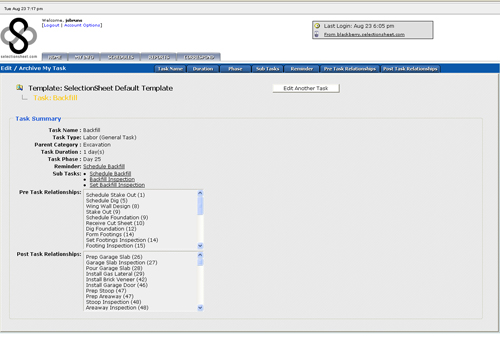 Tue Aug 23 7:17 pm
Welcome, johnsno
[Logout | Account Options]
Last Login: Aug 23 6:05 pm
From blackberry.selectionsheet.com
selectionsheet.com
HOME
MY INFO
SCHEDULES
REPORTS
Edit / Archive My Task
Task Name
Duration
Phase
Sub Tasks
Reminder
Pre Task Relationships
Post Task Relationships
Template: SelectionSheet Default Template
Edit Another Task
Task: Backfill
Task Summary
Task Name : Backfill
Task Type: Labor (General Task)
Parent Category : Excavation
Task Duration : 1 day(s)
Task Phase : Day 25
Reminder: Schedule Backfill
Sub Tasks: • Schedule Backfill
• Backfill Inspection
• Set Backfill Inspection
Pre Task Relationships:
Schedule Stake Out (1)
Schedule Dig (5)
Wing Wall Design (8)
Stake Out (9)
Schedule Foundation (9)
Receive Cut Sheet (10)
Dig Foundation (12)
Form Footings (14)
Set Footings Inspection (14)
Footing Inspection (15)
Post Task Relationships:
Prep Garage Slab (26)
Garage Slab Inspection (27)
Pour Garage Slab (28)
Install Gas Lateral (29)
Install Brick Veneer (42)
Install Garage Door (46)
Prep Stoop (47)
Prep Areaway (47)
Stoop Inspection (48)
Areaway Inspection (48)